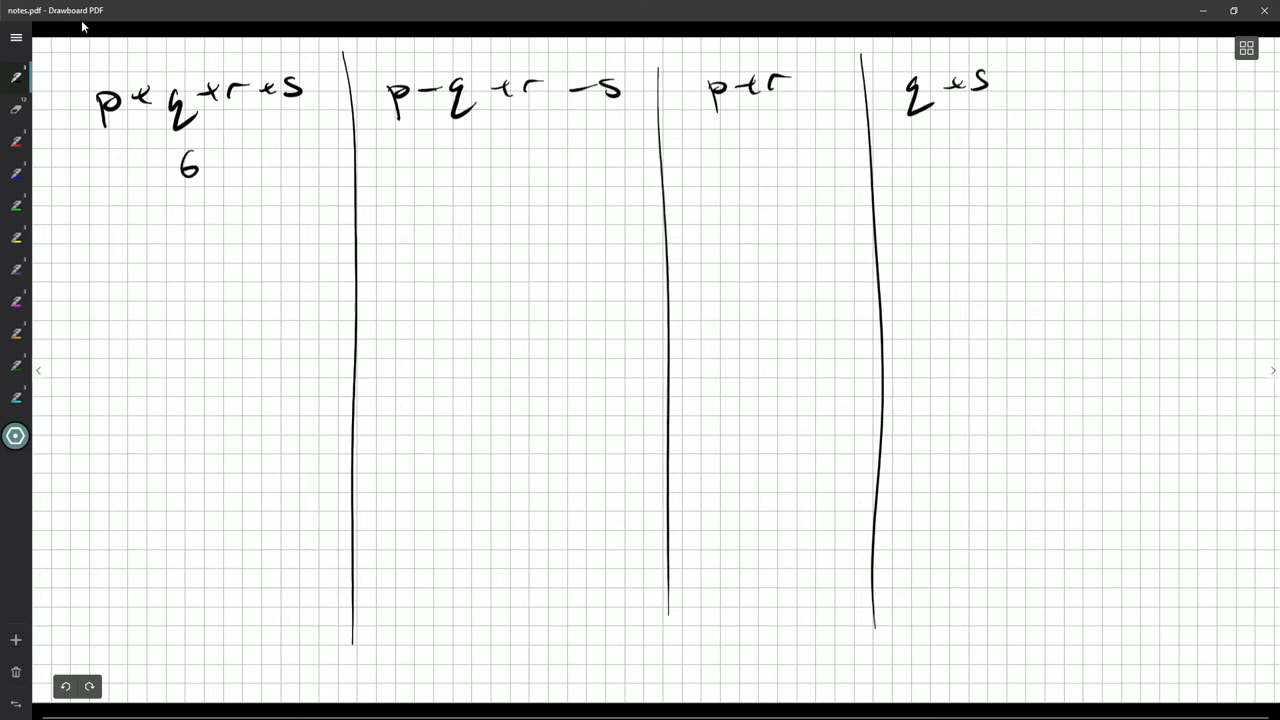 notes.pdf - Drawboard PDF
p+q+r+s
p-q+r-s
p+r
q+s
6